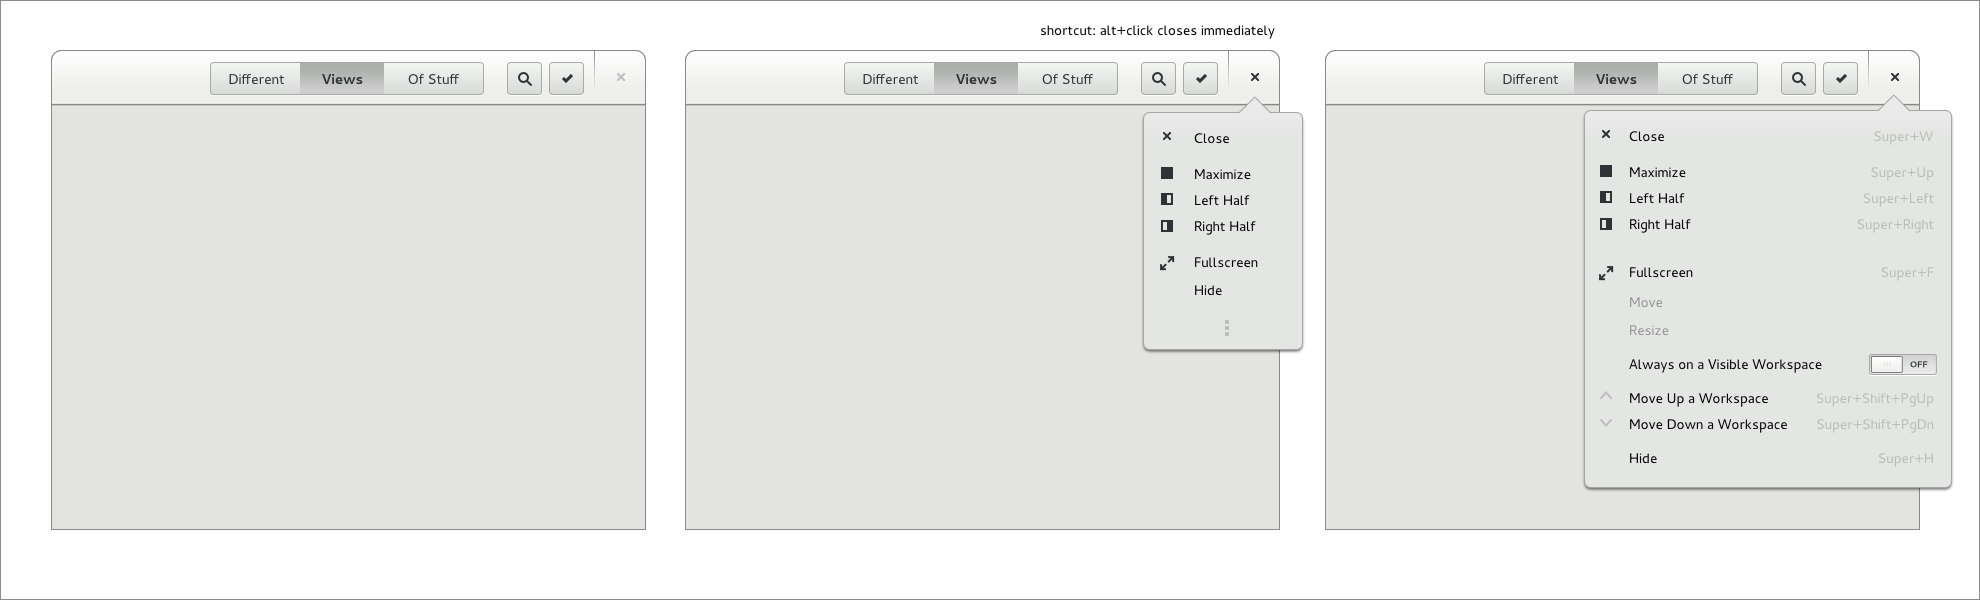 shortcut: alt+click closes immediately
Different Views Of Stuff
Different Views Of Stuff
Close
Maximize
Left Half
Right Half
Fullscreen
Hide
Different Views Of Stuff
Close Super+W
Maximize Super+Up
Left Half Super+Left
Right Half Super+Right
Fullscreen Super+F
Move
Resize
Always on a Visible Workspace OFF
Move Up a Workspace Super+Shift+PgUp
Move Down a Workspace Super+Shift+PgDn
Hide Super+H